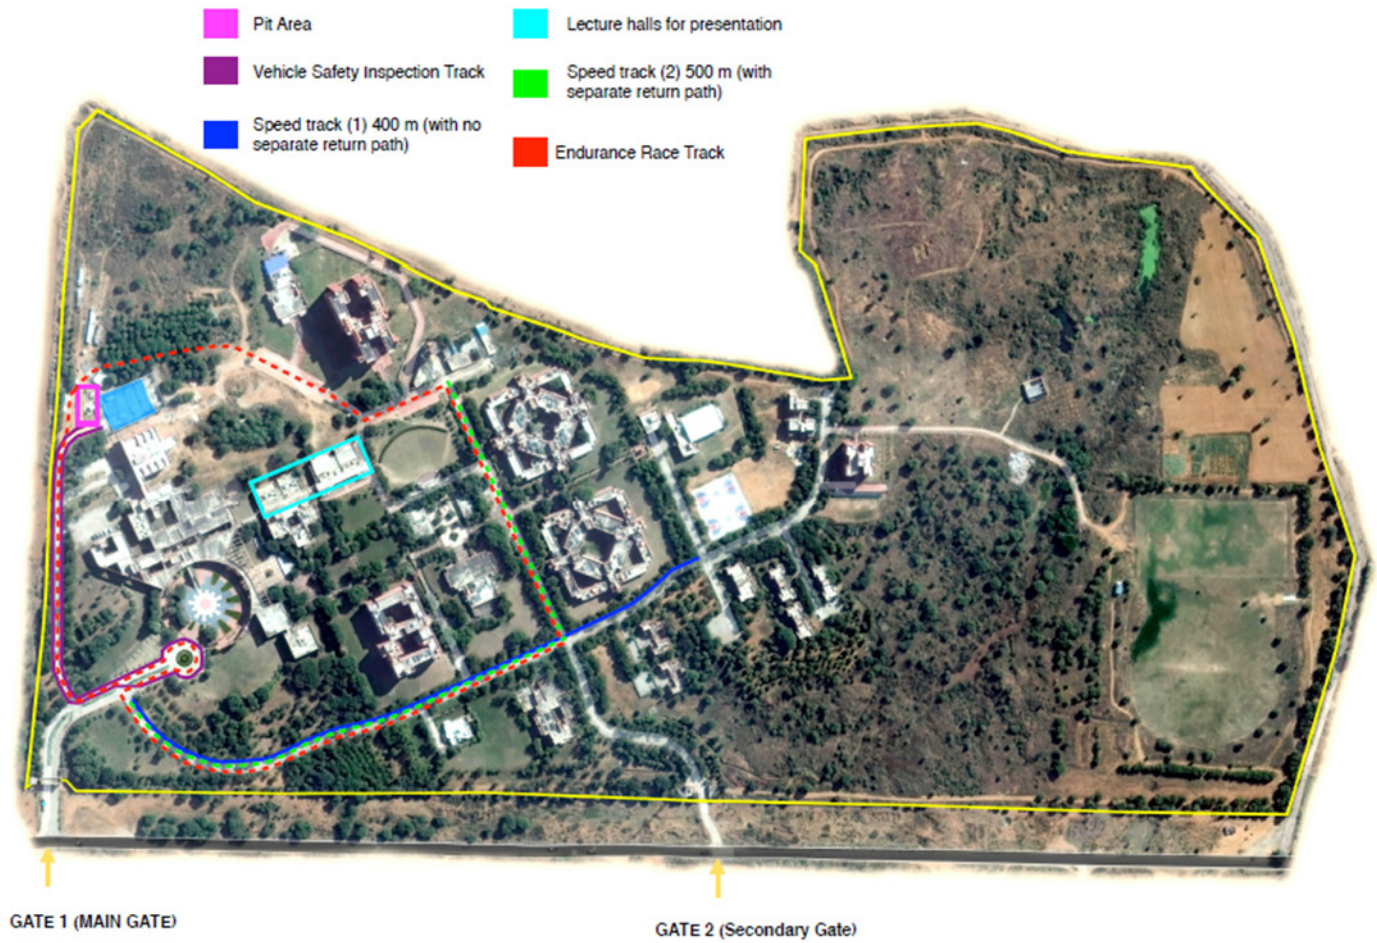 Pit Area
Lecture halls for presentation
Vehicle Safety Inspection Track
Speed track (2) 500 m (with
separate return path)
Speed track (1) 400 m (with no
separate return path)
Endurance Race Track
GATE 1 (MAIN GATE)
GATE 2 (Secondary Gate)